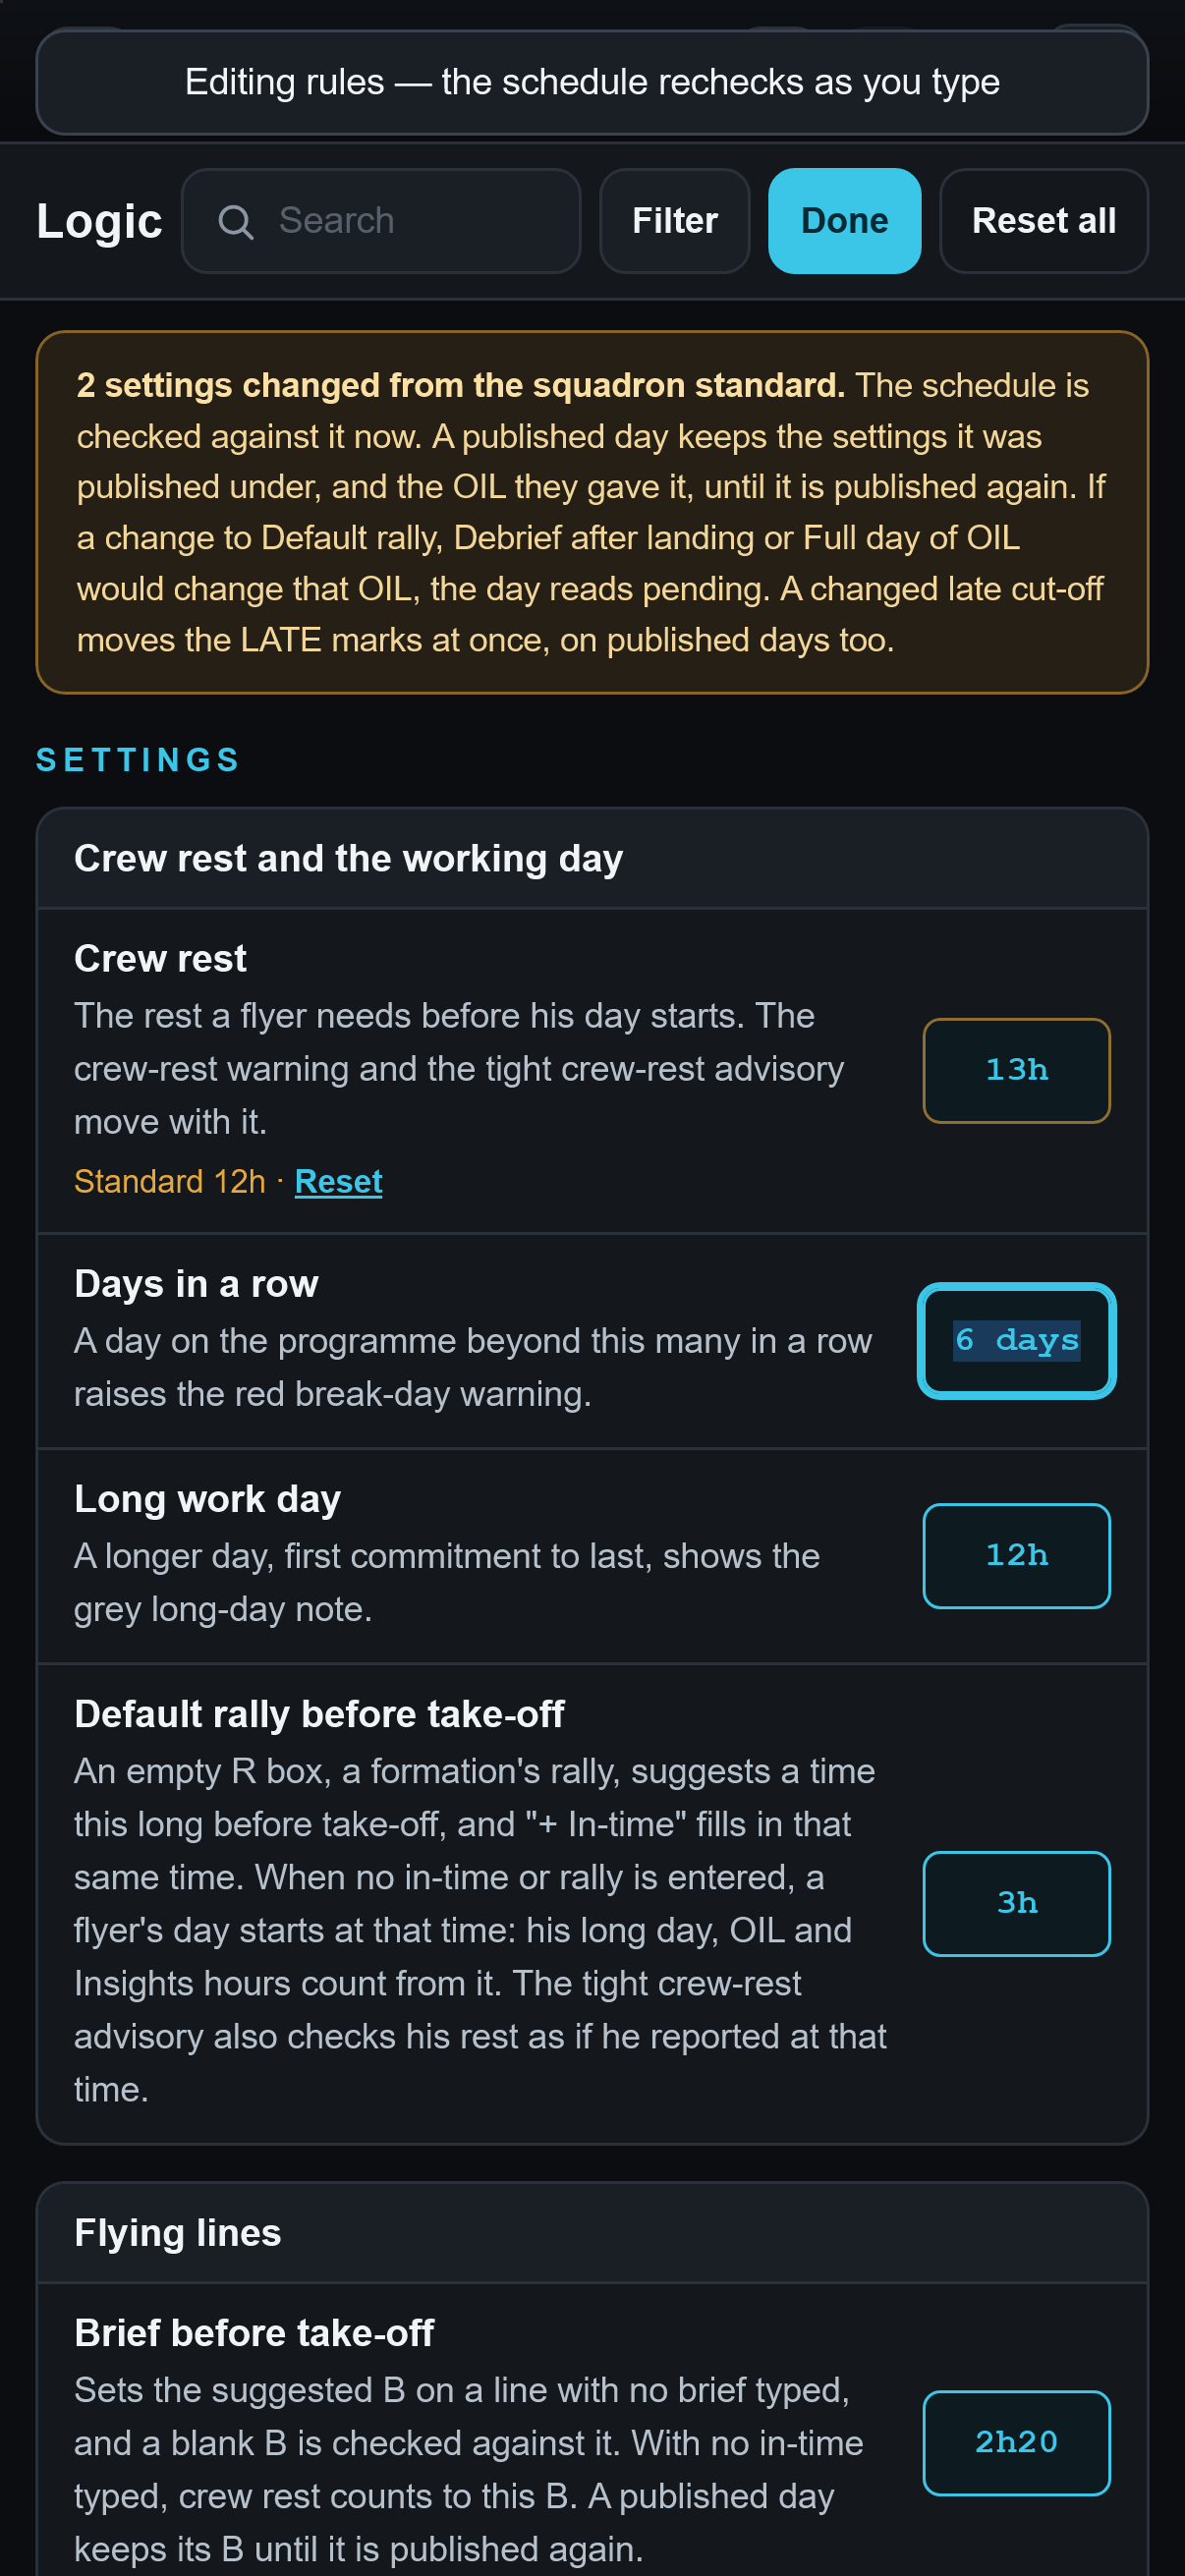 Editing rules — the schedule rechecks as you type
Logic
Search
Filter
Done
Reset all
2 settings changed from the squadron standard. The schedule is
checked against it now. A published day keeps the settings it was
published under, and the OIL they gave it, until it is published again. If
a change to Default rally, Debrief after landing or Full day of OIL
would change that OIL, the day reads pending. A changed late cut-off
moves the LATE marks at once, on published days too.
SETTINGS
Crew rest and the working day
Crew rest
The rest a flyer needs before his day starts. The
crew-rest warning and the tight crew-rest advisory
move with it.
Standard 12h · Reset
13h
Days in a row
A day on the programme beyond this many in a row
raises the red break-day warning.
6 days
Long work day
A longer day, first commitment to last, shows the
grey long-day note.
12h
Default rally before take-off
An empty R box, a formation's rally, suggests a time
this long before take-off, and "+ In-time" fills in that
same time. When no in-time or rally is entered, a
flyer's day starts at that time: his long day, OIL and
Insights hours count from it. The tight crew-rest
advisory also checks his rest as if he reported at that
time.
3h
Flying lines
Brief before take-off
Sets the suggested B on a line with no brief typed,
and a blank B is checked against it. With no in-time
typed, crew rest counts to this B. A published day
keeps its B until it is published again.
2h20